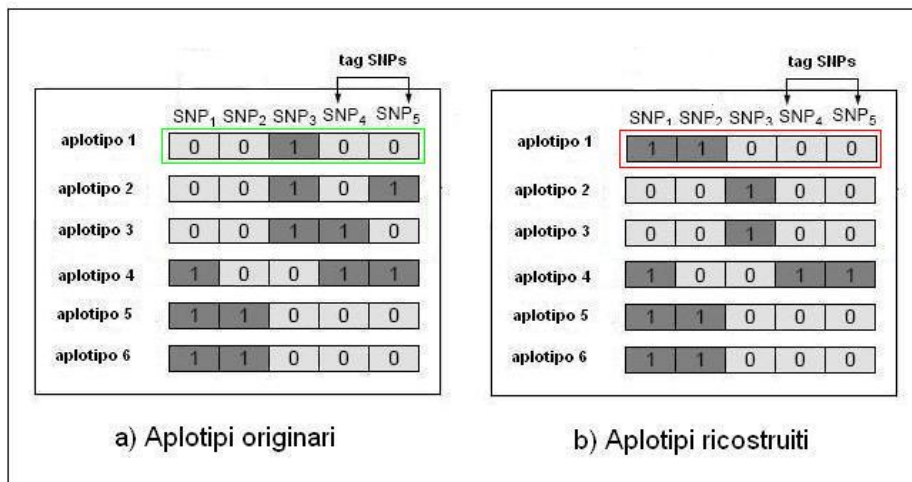 tag SNPs
SNP₁ SNP₂ SNP₃ SNP₄ SNP₅
aplotipo 1 0 0 1 0 0
aplotipo 2 0 0 1 0 1
aplotipo 3 0 0 1 1 0
aplotipo 4 1 0 0 1 1
aplotipo 5 1 1 0 0 0
aplotipo 6 1 1 0 0 0
a) Aplotipi originari
tag SNPs
SNP₁ SNP₂ SNP₃ SNP₄ SNP₅
aplotipo 1 1 1 0 0 0
aplotipo 2 0 0 1 0 0
aplotipo 3 0 0 1 0 0
aplotipo 4 1 0 0 1 1
aplotipo 5 1 1 0 0 0
aplotipo 6 1 1 0 0 0
b) Aplotipi ricostruiti